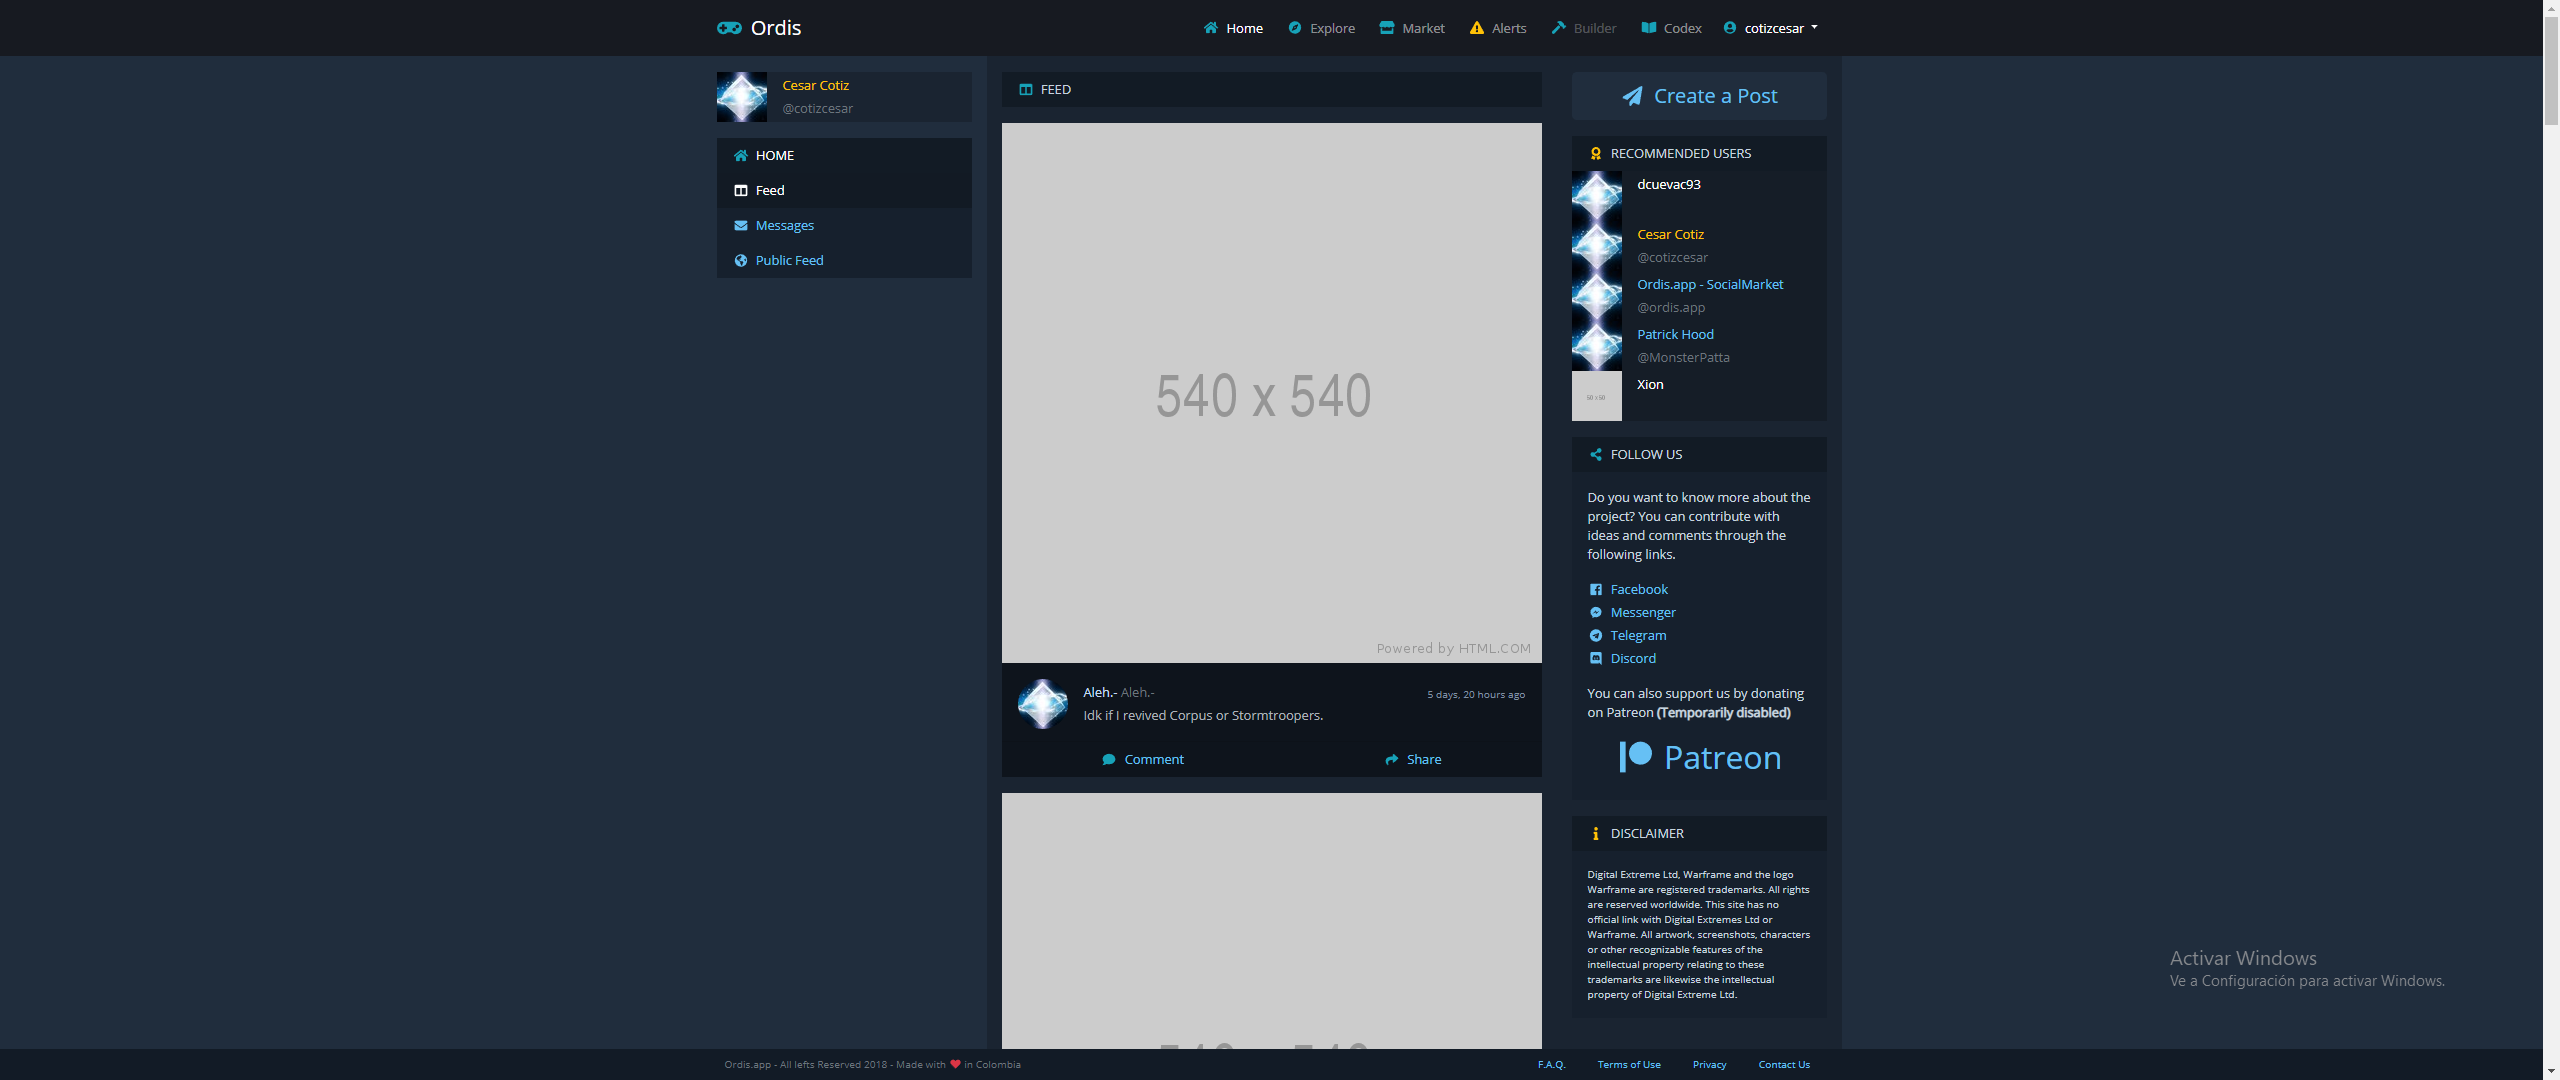 Ordis
Home
Explore
Market
Alerts
Builder
Codex
cotizcesar
Cesar Cotiz
@cotizcesar
HOME
Feed
Messages
Public Feed
FEED
540 x 540
Powered by HTML.COM
Aleh.- Aleh.-
5 days, 20 hours ago
Idk if I revived Corpus or Stormtroopers.
Comment
Share
Create a Post
RECOMMENDED USERS
dcuevac93
Cesar Cotiz
@cotizcesar
Ordis.app - SocialMarket
@ordis.app
Patrick Hood
@MonsterPatta
50 x 50
Xion
FOLLOW US
Do you want to know more about the
project? You can contribute with
ideas and comments through the
following links.
Facebook
Messenger
Telegram
Discord
You can also support us by donating
on Patreon (Temporarily disabled)
Patreon
DISCLAIMER
Digital Extreme Ltd, Warframe and the logo
Warframe are registered trademarks. All rights
are reserved worldwide. This site has no
official link with Digital Extremes Ltd or
Warframe. All artwork, screenshots, characters
or other recognizable features of the
intellectual property relating to these
trademarks are likewise the intellectual
property of Digital Extreme Ltd.
Activar Windows
Ve a Configuración para activar Windows.
Ordis.app - All lefts Reserved 2018 - Made with ❤ in Colombia
F.A.Q.
Terms of Use
Privacy
Contact Us